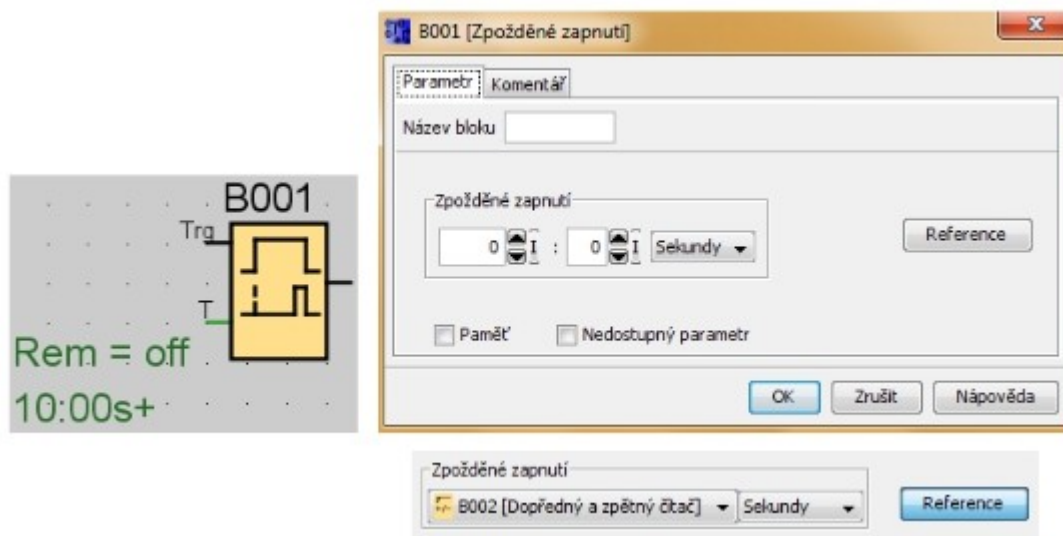 B001 [Zpožděné zapnutí]
Parametr Komentář
Název bloku
Zpožděné zapnutí
0 : 0 Sekundy
Reference
Paměť Nedostupný parametr
OK Zrušit Nápověda
B001
Trg
T
Rem = off
10:00s+
Zpožděné zapnutí
B002 [Dopředný a zpětný čítač] Sekundy
Reference